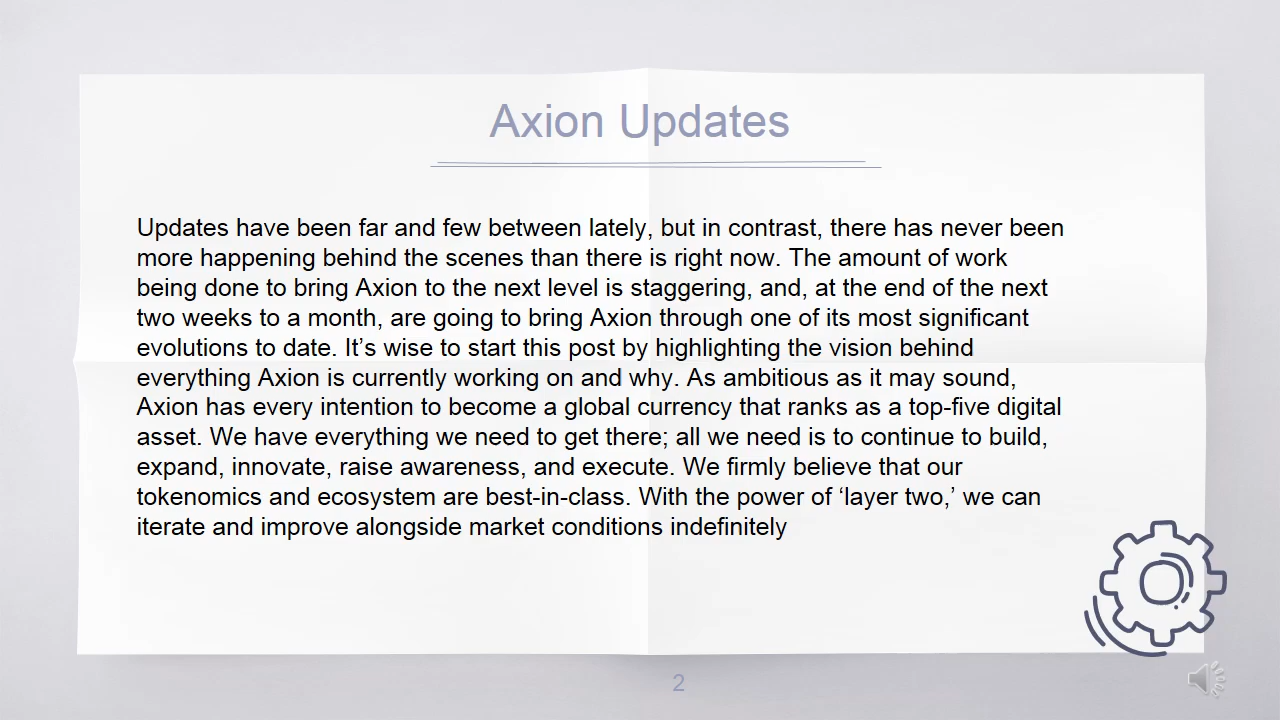 Axion Updates
Updates have been far and few between lately, but in contrast, there has never been
more happening behind the scenes than there is right now. The amount of work
being done to bring Axion to the next level is staggering, and, at the end of the next
two weeks to a month, are going to bring Axion through one of its most significant
evolutions to date. It’s wise to start this post by highlighting the vision behind
everything Axion is currently working on and why. As ambitious as it may sound,
Axion has every intention to become a global currency that ranks as a top-five digital
asset. We have everything we need to get there; all we need is to continue to build,
expand, innovate, raise awareness, and execute. We firmly believe that our
tokenomics and ecosystem are best-in-class. With the power of ‘layer two,’ we can
iterate and improve alongside market conditions indefinitely
2